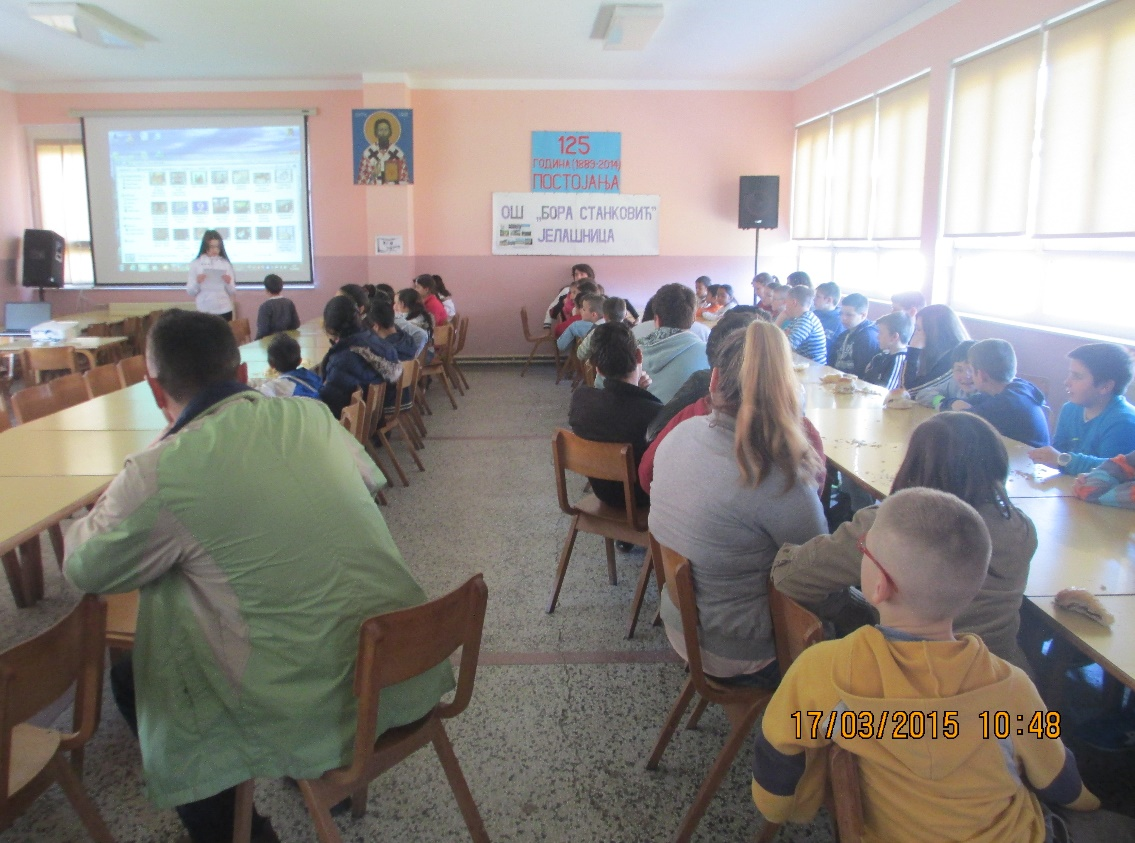 125
ГОДИНА (1889-2014)
ПОСТОЈАЊА
ОШ „БОРА СТАНКОВИЋ"
ЈЕЛАШНИЦА
17/03/2015 10:48